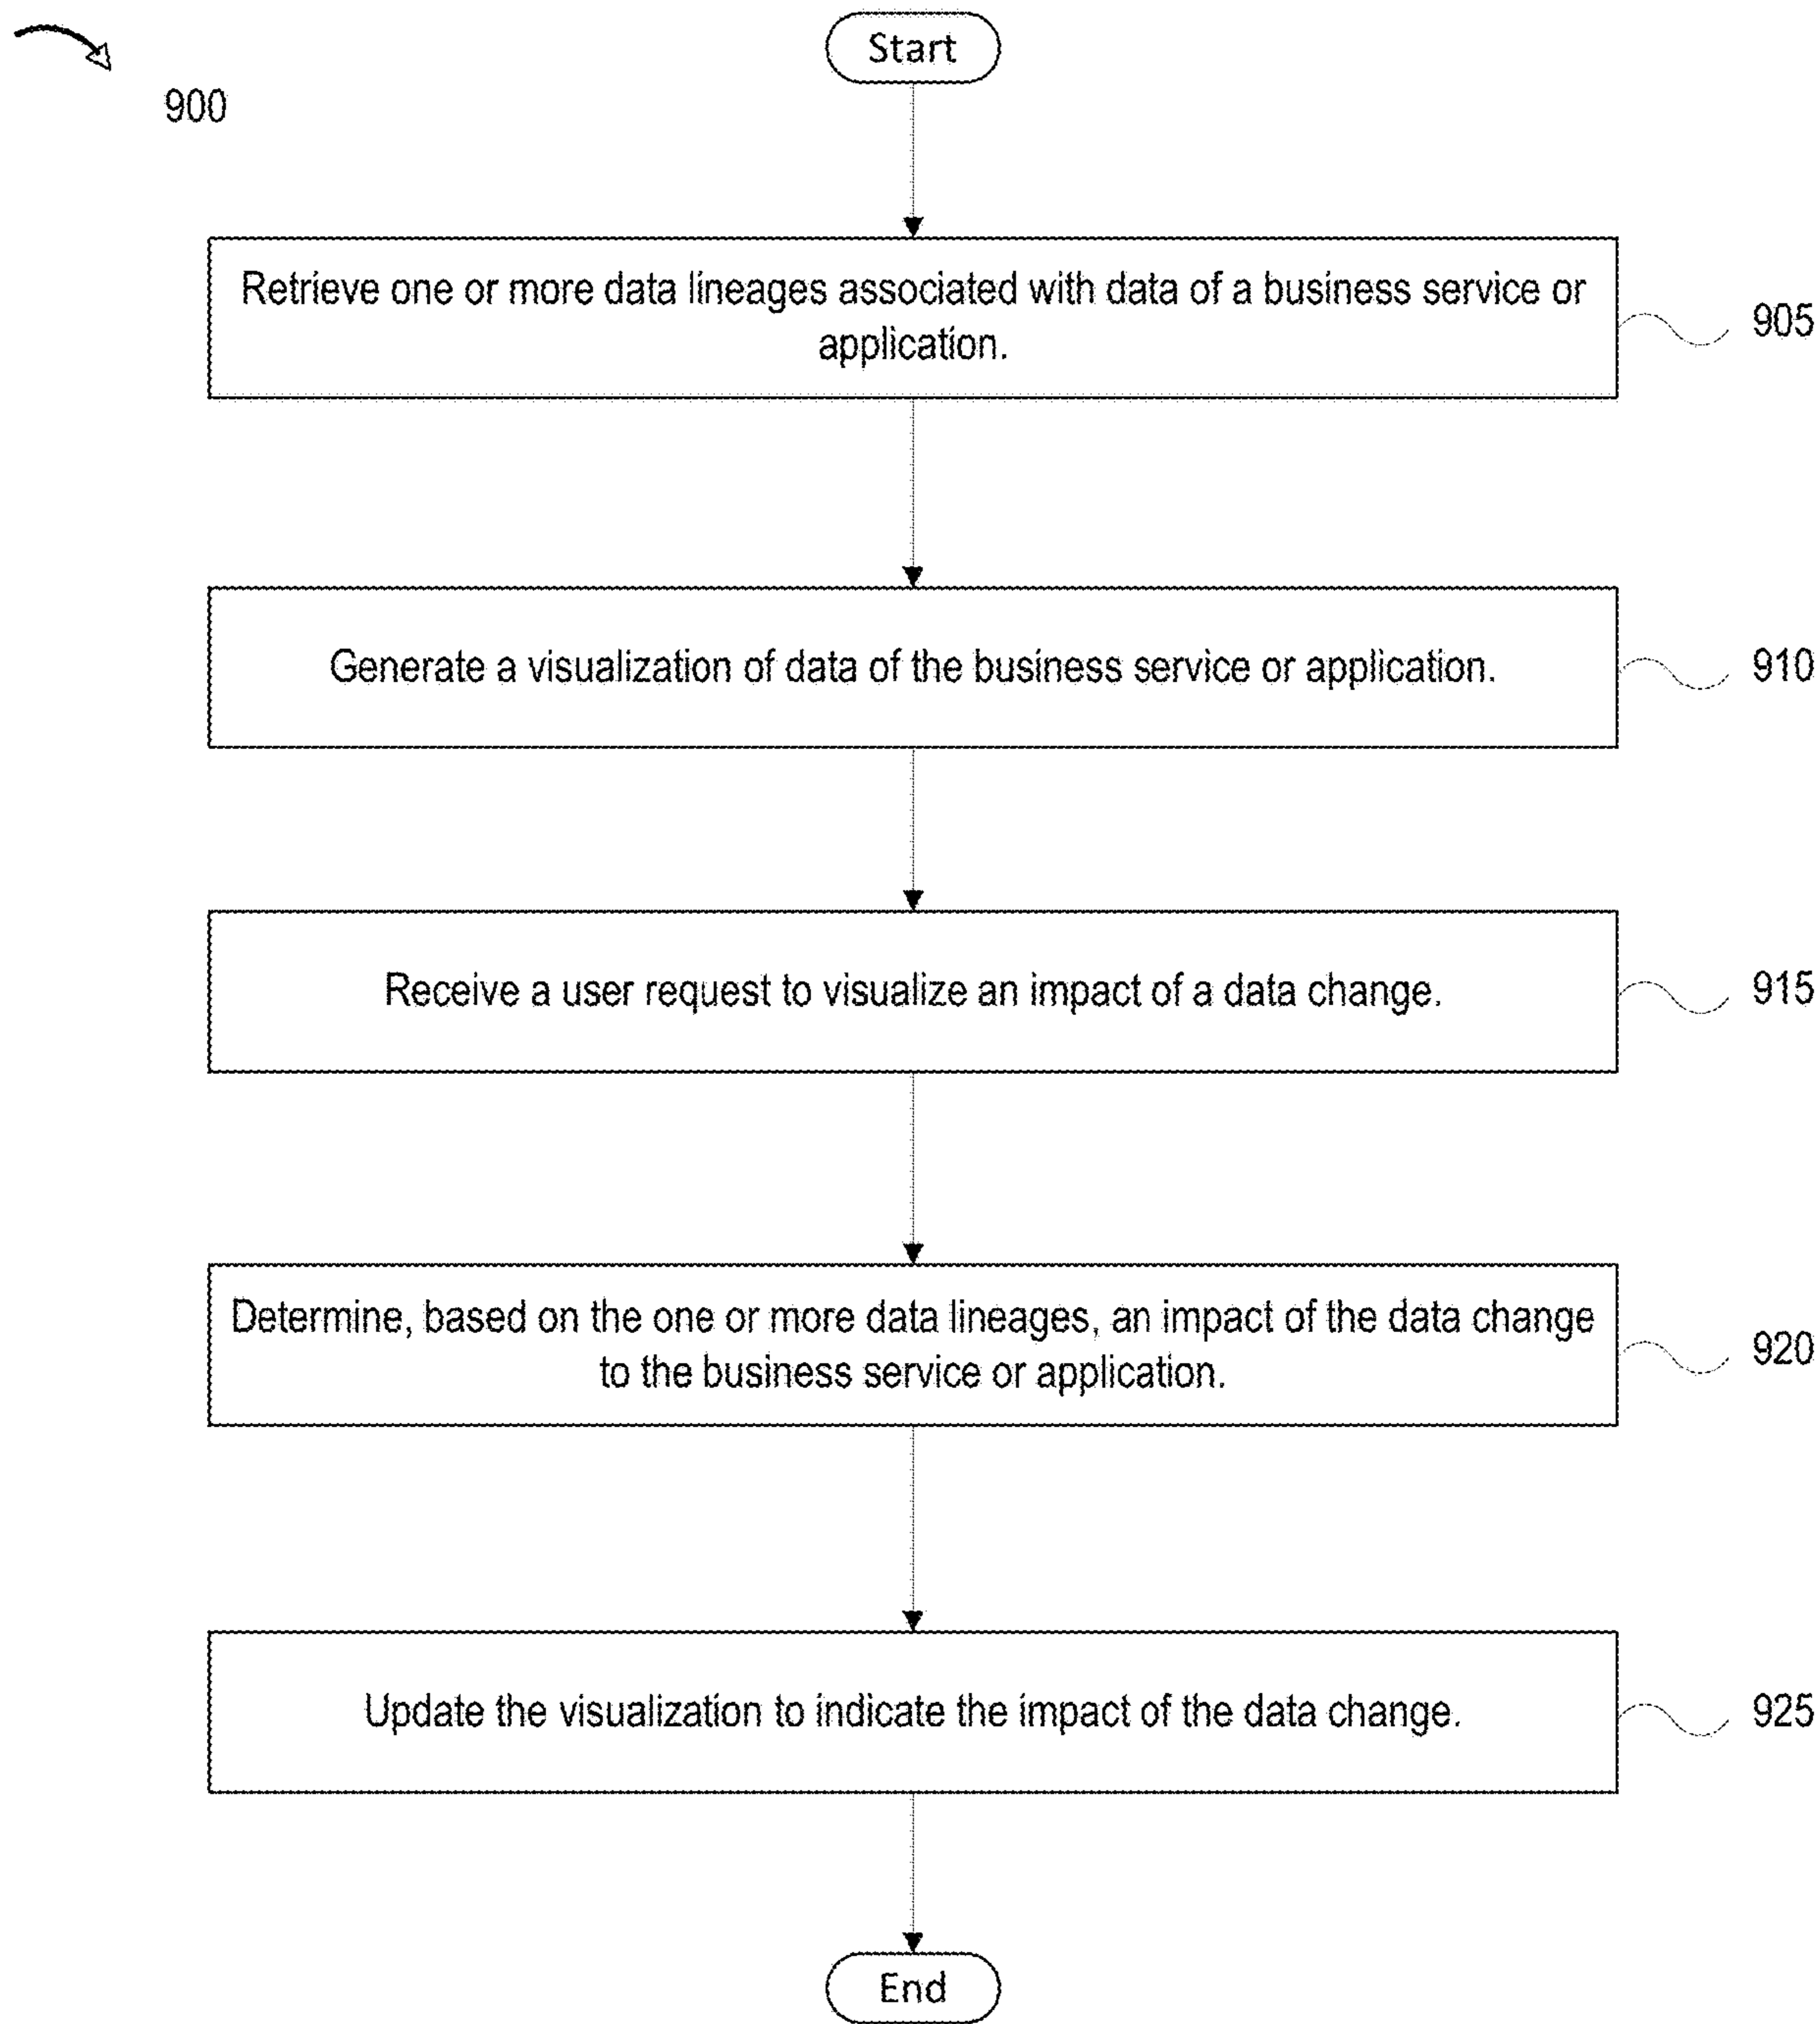 Start
900
Retrieve one or more data lineages associated with data of a business service or
application.
905
Generate a visualization of data of the business service or application.
910
Receive a user request to visualize an impact of a data change.
915
Determine, based on the one or more data lineages, an impact of the data change
to the business service or application.
920
Update the visualization to indicate the impact of the data change.
925
End